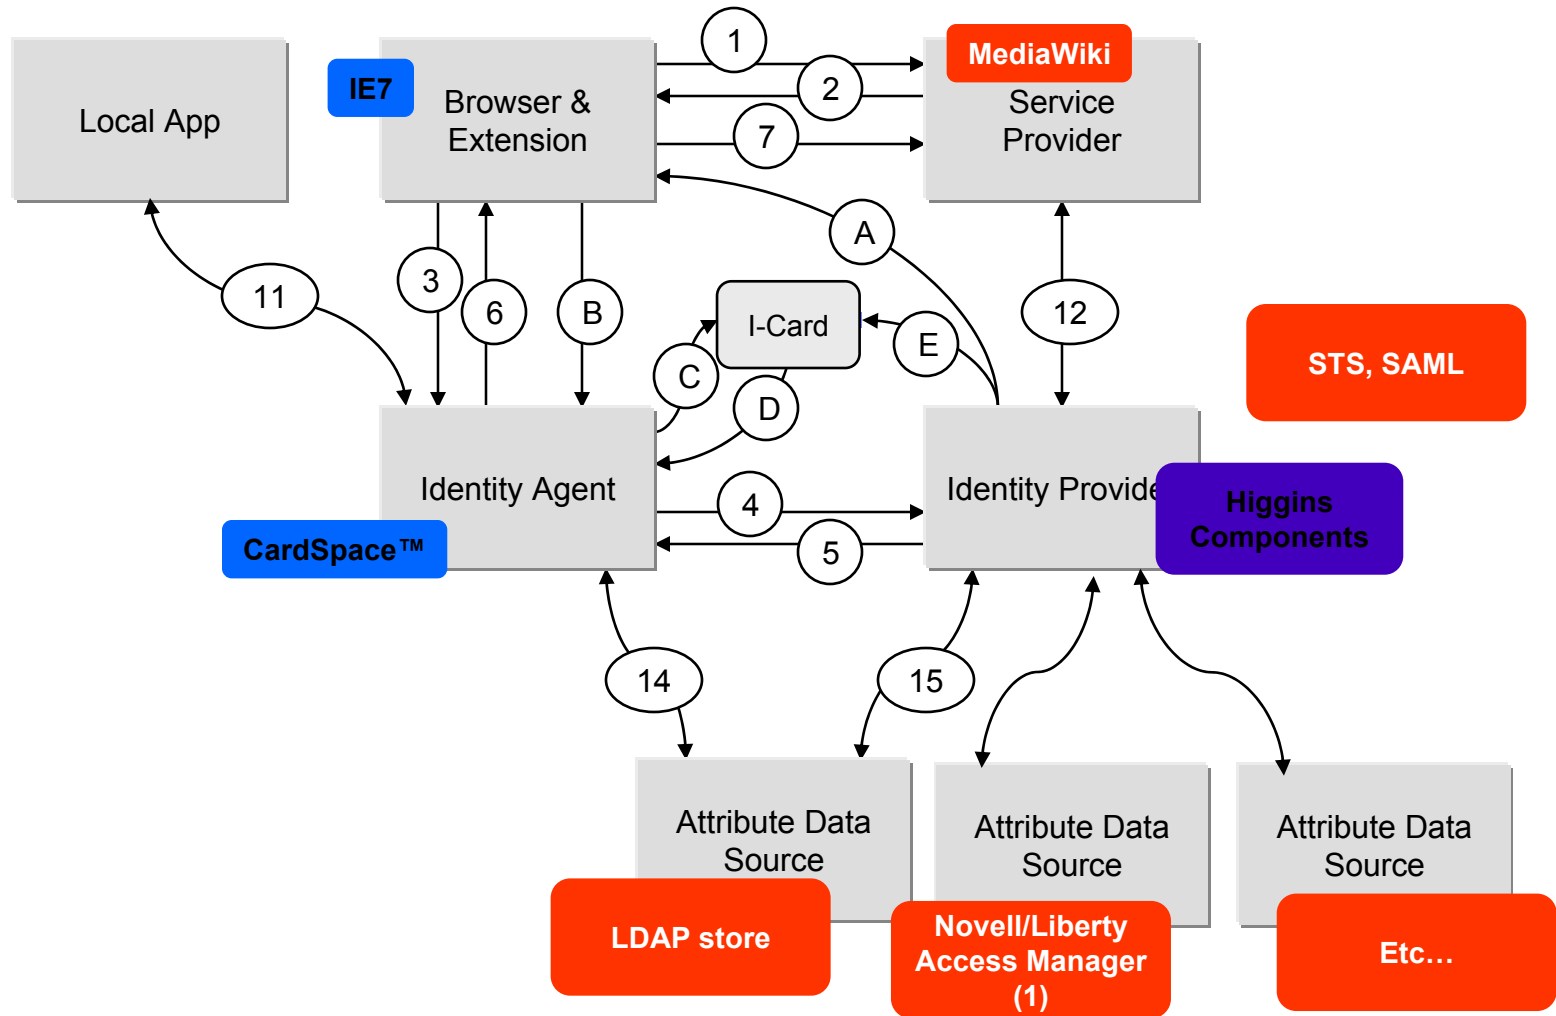 1
MediaWiki
IE7
Browser &
Extension
2
Service
Provider
Local App
7
A
3
11
6
B
I-Card
E
12
C
D
STS, SAML
Identity Agent
4
Identity Provide
Higgins
Components
CardSpace™
5
14
15
Attribute Data
Source
Attribute Data
Source
Attribute Data
Source
LDAP store
Novell/Liberty
Access Manager
(1)
Etc…